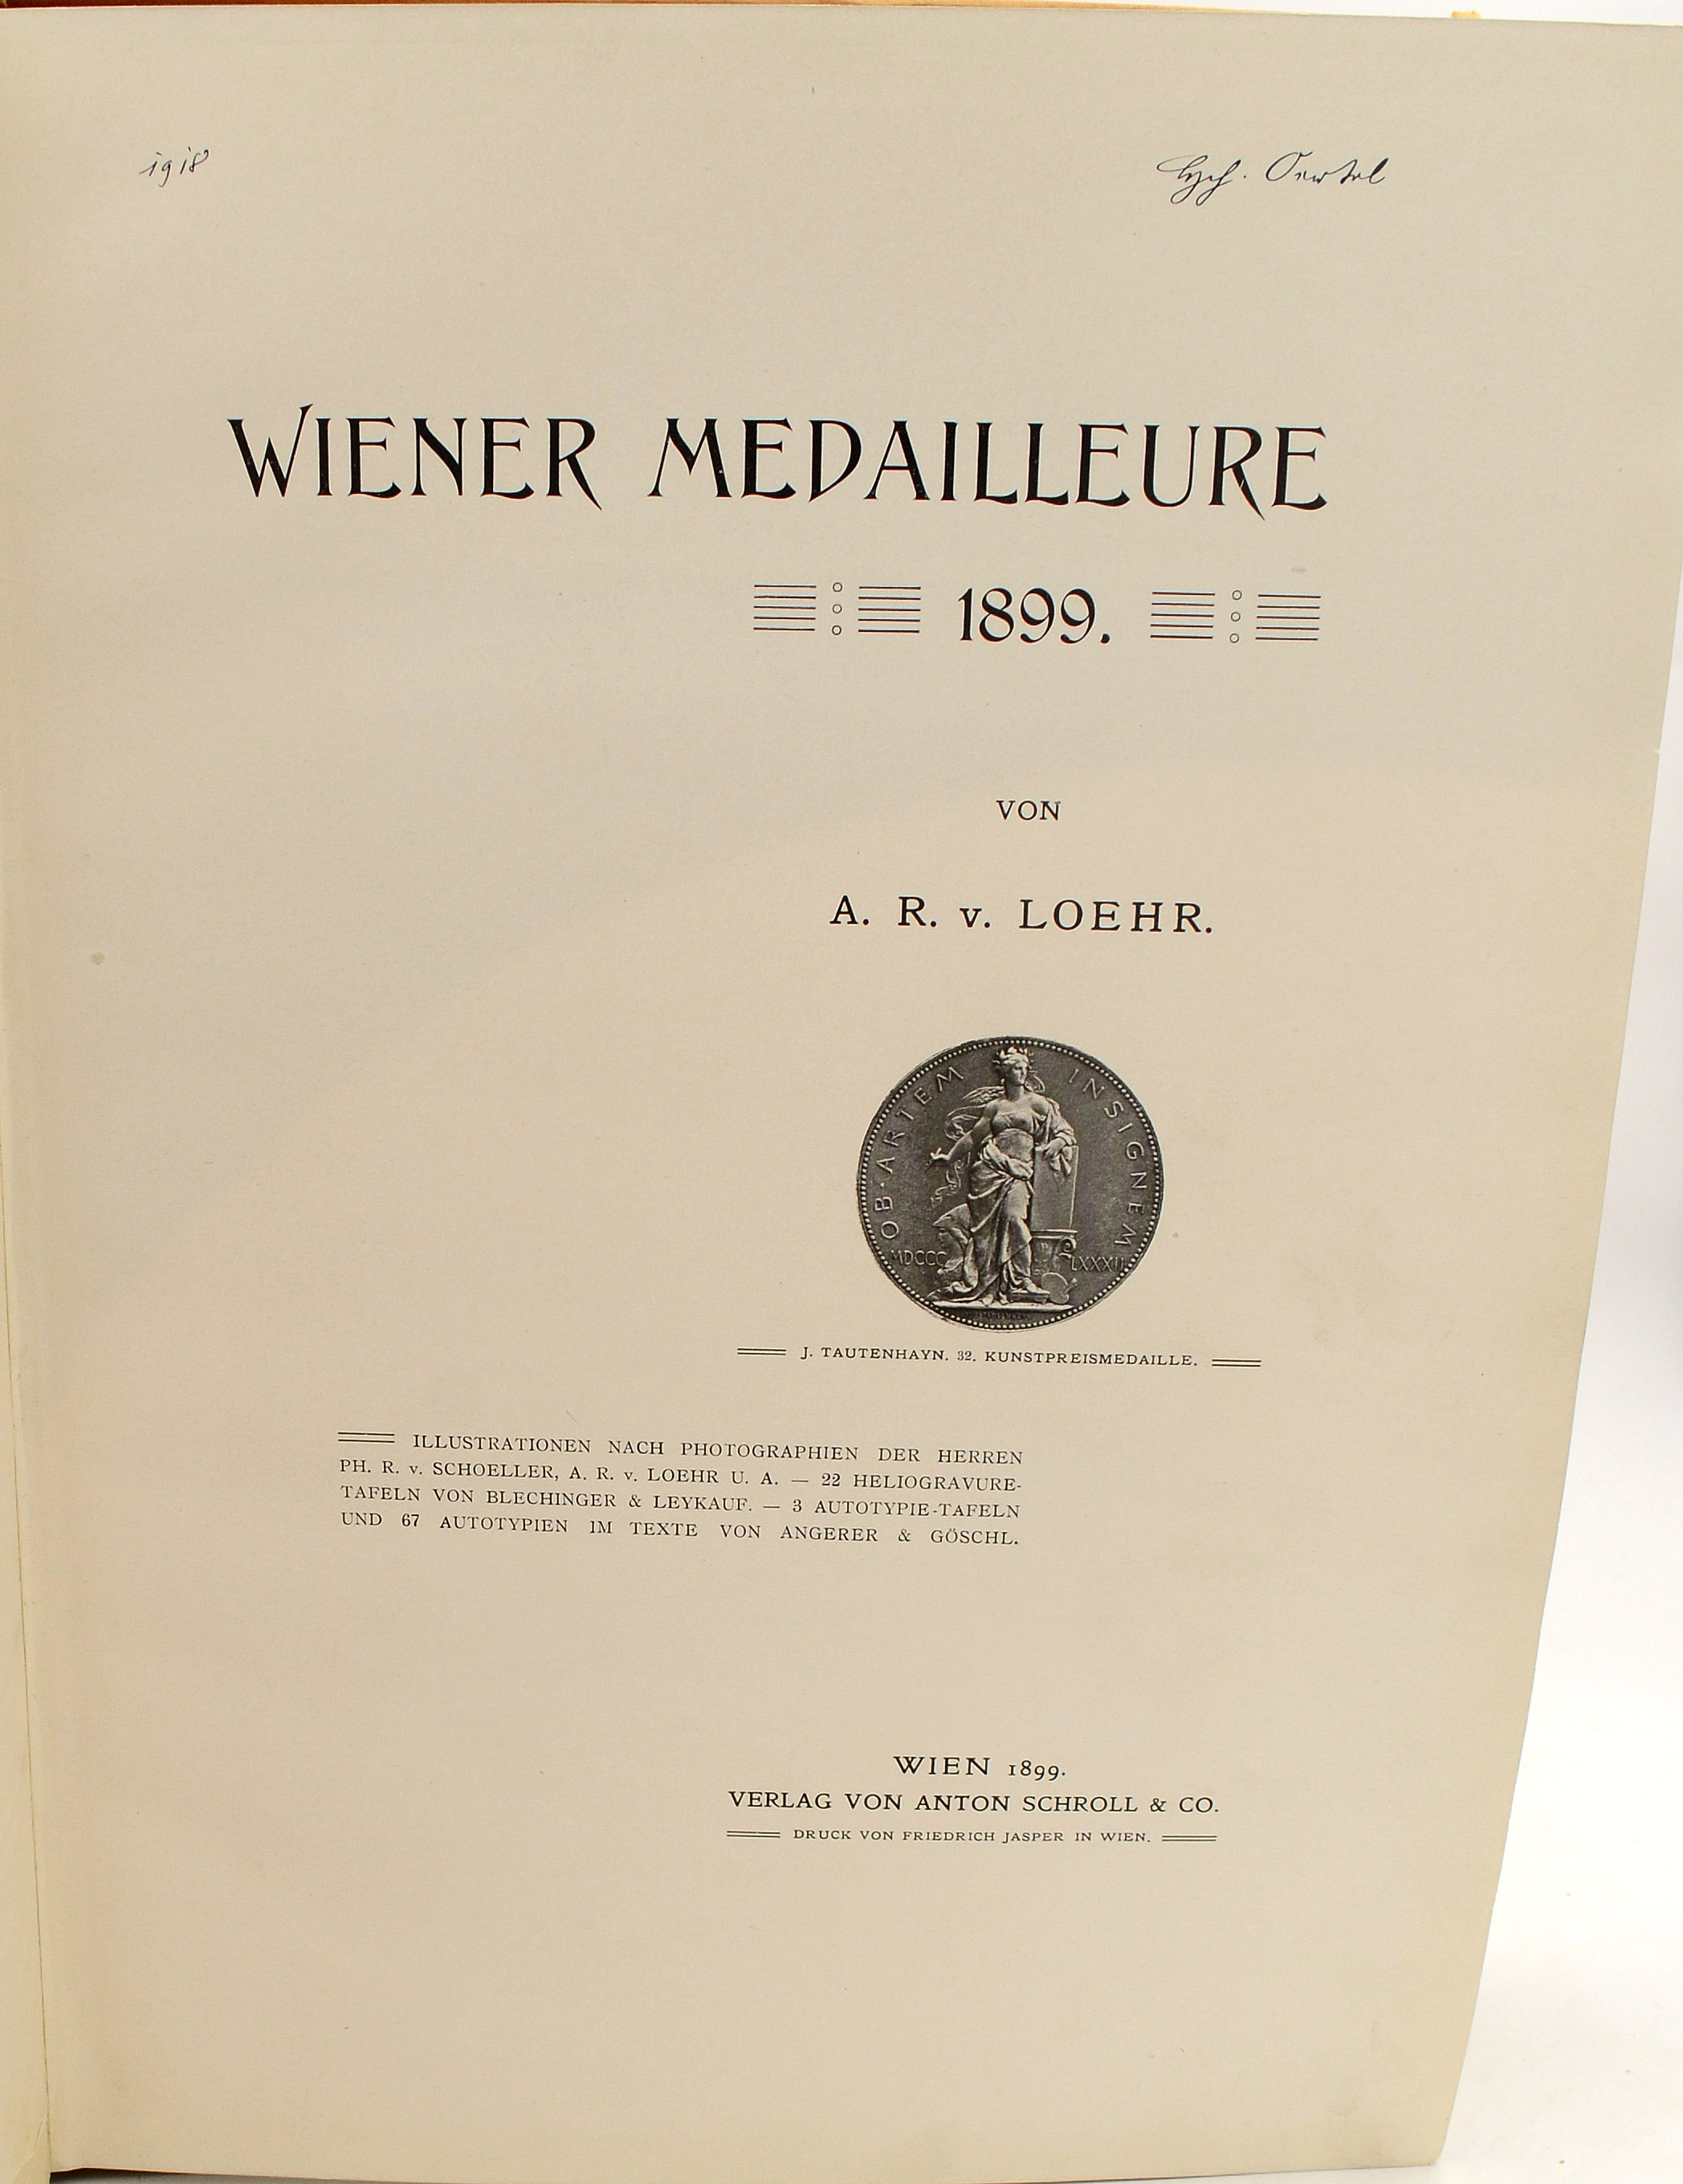 1918
Oertel
WIENER MEDAILLEURE
1899.
VON
A. R. v. LOEHR.
OB · ARTEM INSIGNEM
MDCCC LXXXII
J. TAUTENHAYN. 32. KUNSTPREISMEDAILLE.
ILLUSTRATIONEN NACH PHOTOGRAPHIEN DER HERREN
PH. R. v. SCHOELLER, A. R. v. LOEHR U. A. — 22 HELIOGRAVURE-
TAFELN VON BLECHINGER & LEYKAUF. — 3 AUTOTYPIE-TAFELN
UND 67 AUTOTYPIEN IM TEXTE VON ANGERER & GÖSCHL.
WIEN 1899.
VERLAG VON ANTON SCHROLL & CO.
DRUCK VON FRIEDRICH JASPER IN WIEN.